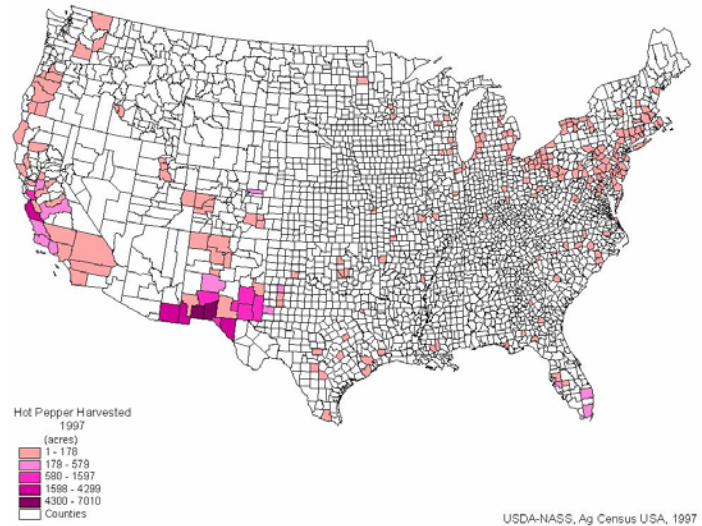 Hot Pepper Harvested
1997
(acres)
1 - 178
178 - 579
580 - 1597
1598 - 4299
4300 - 7010
Counties
USDA-NASS, Ag Census USA, 1997